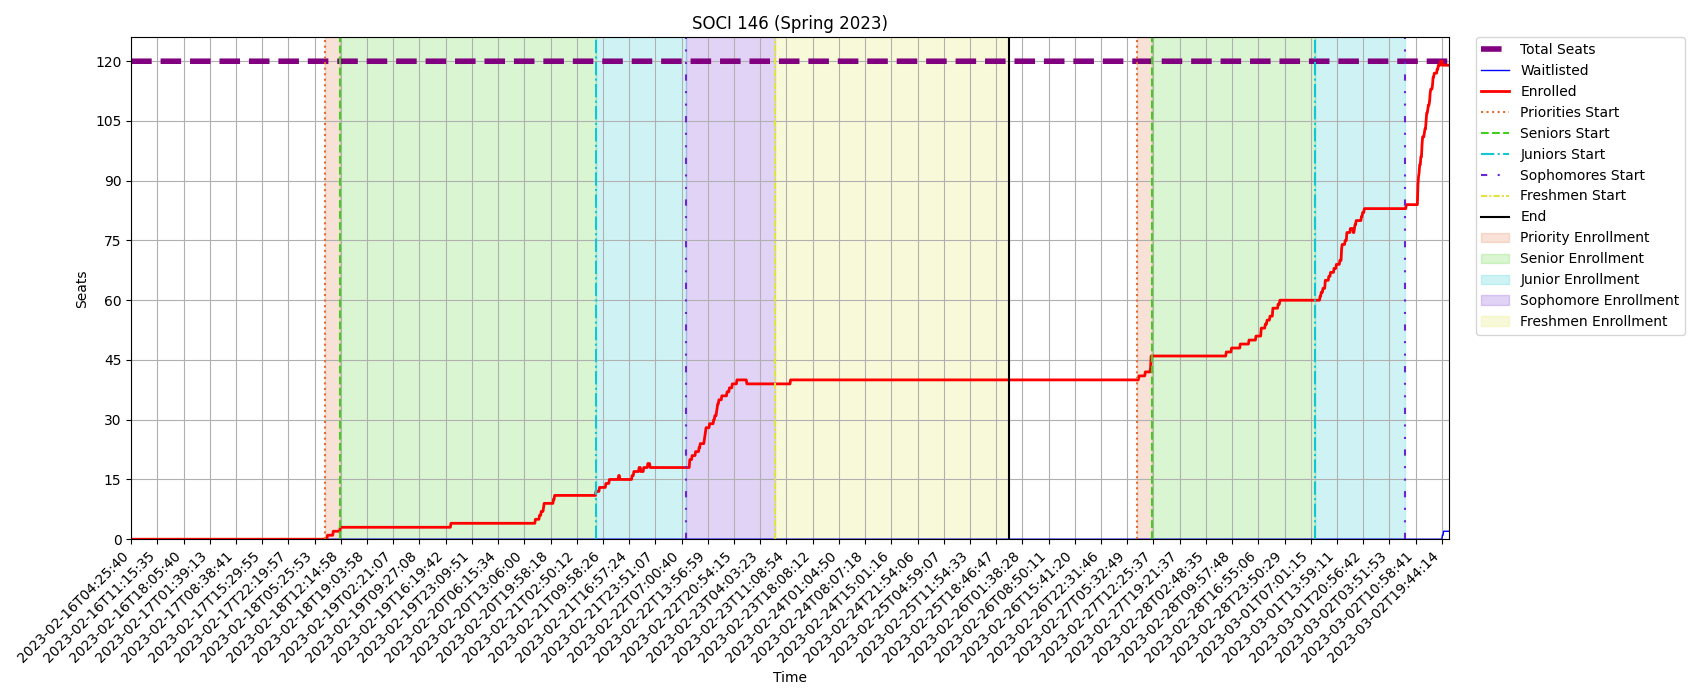 SOCI 146 (Spring 2023)
Seats
120
105
90
75
60
45
30
15
0
2023-02-16T04:25:40
2023-02-16T11:15:35
2023-02-16T18:05:40
2023-02-17T01:39:13
2023-02-17T08:38:41
2023-02-17T15:29:55
2023-02-17T22:19:57
2023-02-18T05:25:53
2023-02-18T12:14:58
2023-02-18T19:03:58
2023-02-19T02:21:07
2023-02-19T09:27:08
2023-02-19T16:19:42
2023-02-19T23:09:51
2023-02-20T06:15:34
2023-02-20T13:06:00
2023-02-20T19:58:18
2023-02-21T02:50:12
2023-02-21T09:58:26
2023-02-21T16:57:24
2023-02-21T23:51:07
2023-02-22T07:00:40
2023-02-22T13:56:59
2023-02-22T20:54:15
2023-02-23T04:03:23
2023-02-23T11:08:54
2023-02-23T18:08:12
2023-02-24T01:04:50
2023-02-24T08:07:18
2023-02-24T15:01:16
2023-02-24T21:54:06
2023-02-25T04:59:07
2023-02-25T11:54:33
2023-02-25T18:46:47
2023-02-26T01:38:28
2023-02-26T08:50:11
2023-02-26T15:41:20
2023-02-26T22:31:46
2023-02-27T05:32:49
2023-02-27T12:25:37
2023-02-27T19:21:37
2023-02-28T02:48:35
2023-02-28T09:57:48
2023-02-28T16:55:06
2023-02-28T23:50:29
2023-03-01T07:01:15
2023-03-01T13:59:11
2023-03-01T20:56:42
2023-03-02T03:51:53
2023-03-02T10:58:41
2023-03-02T19:44:14
Time
Total Seats
Waitlisted
Enrolled
Priorities Start
Seniors Start
Juniors Start
Sophomores Start
Freshmen Start
End
Priority Enrollment
Senior Enrollment
Junior Enrollment
Sophomore Enrollment
Freshmen Enrollment